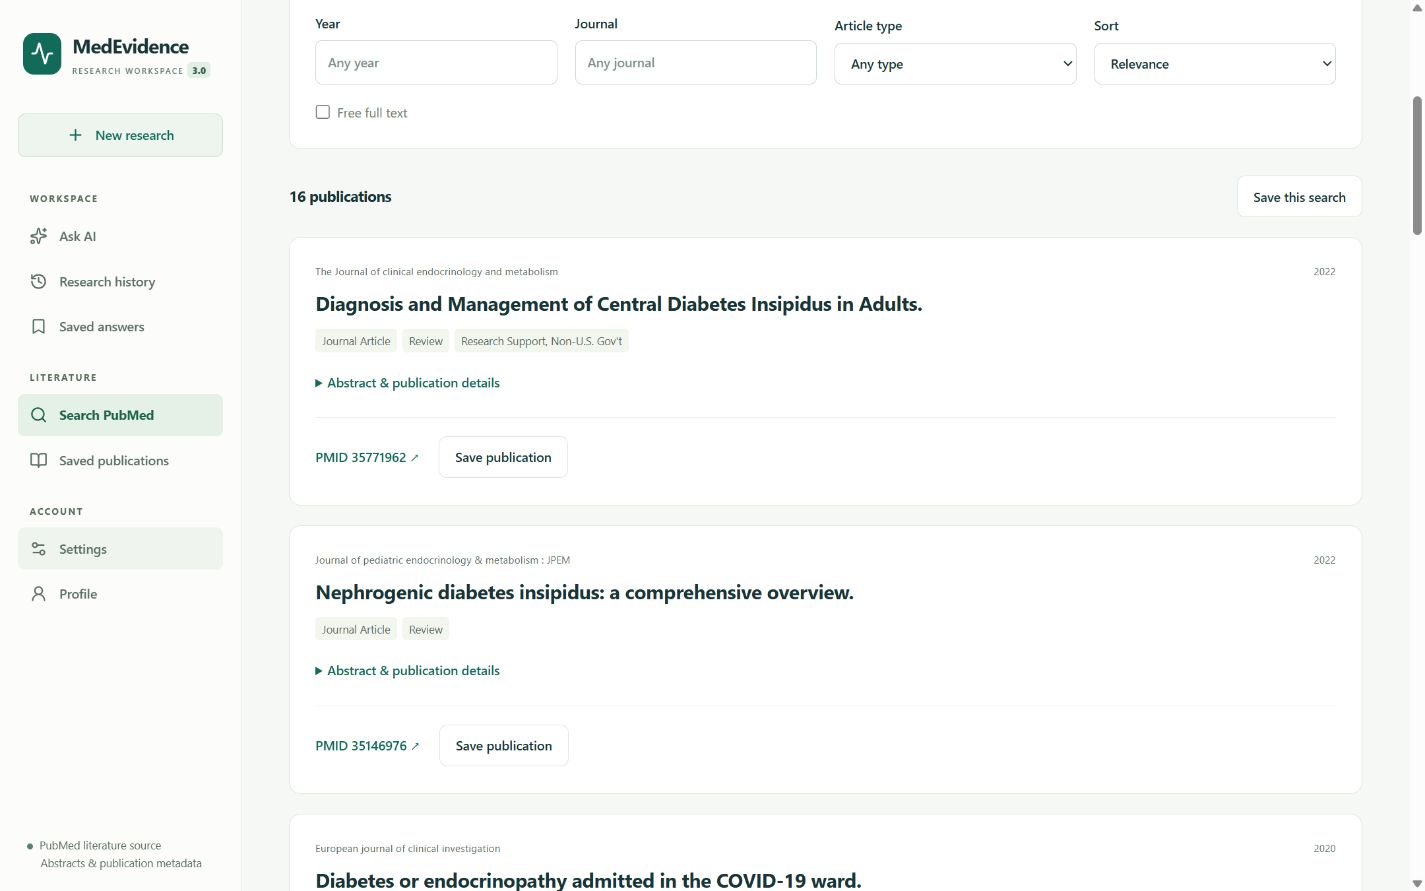 MedEvidence
RESEARCH WORKSPACE 3.0
New research
WORKSPACE
Ask AI
Research history
Saved answers
LITERATURE
Search PubMed
Saved publications
ACCOUNT
Settings
Profile
PubMed literature source
Abstracts & publication metadata
Year
Journal
Article type
Sort
Any year
Any journal
Any type
Relevance
Free full text
16 publications
Save this search
The Journal of clinical endocrinology and metabolism
2022
Diagnosis and Management of Central Diabetes Insipidus in Adults.
Journal Article
Review
Research Support, Non-U.S. Gov't
Abstract & publication details
PMID 35771962 ↗
Save publication
Journal of pediatric endocrinology & metabolism : JPEM
2022
Nephrogenic diabetes insipidus: a comprehensive overview.
Journal Article
Review
Abstract & publication details
PMID 35146976 ↗
Save publication
European journal of clinical investigation
2020
Diabetes or endocrinopathy admitted in the COVID-19 ward.